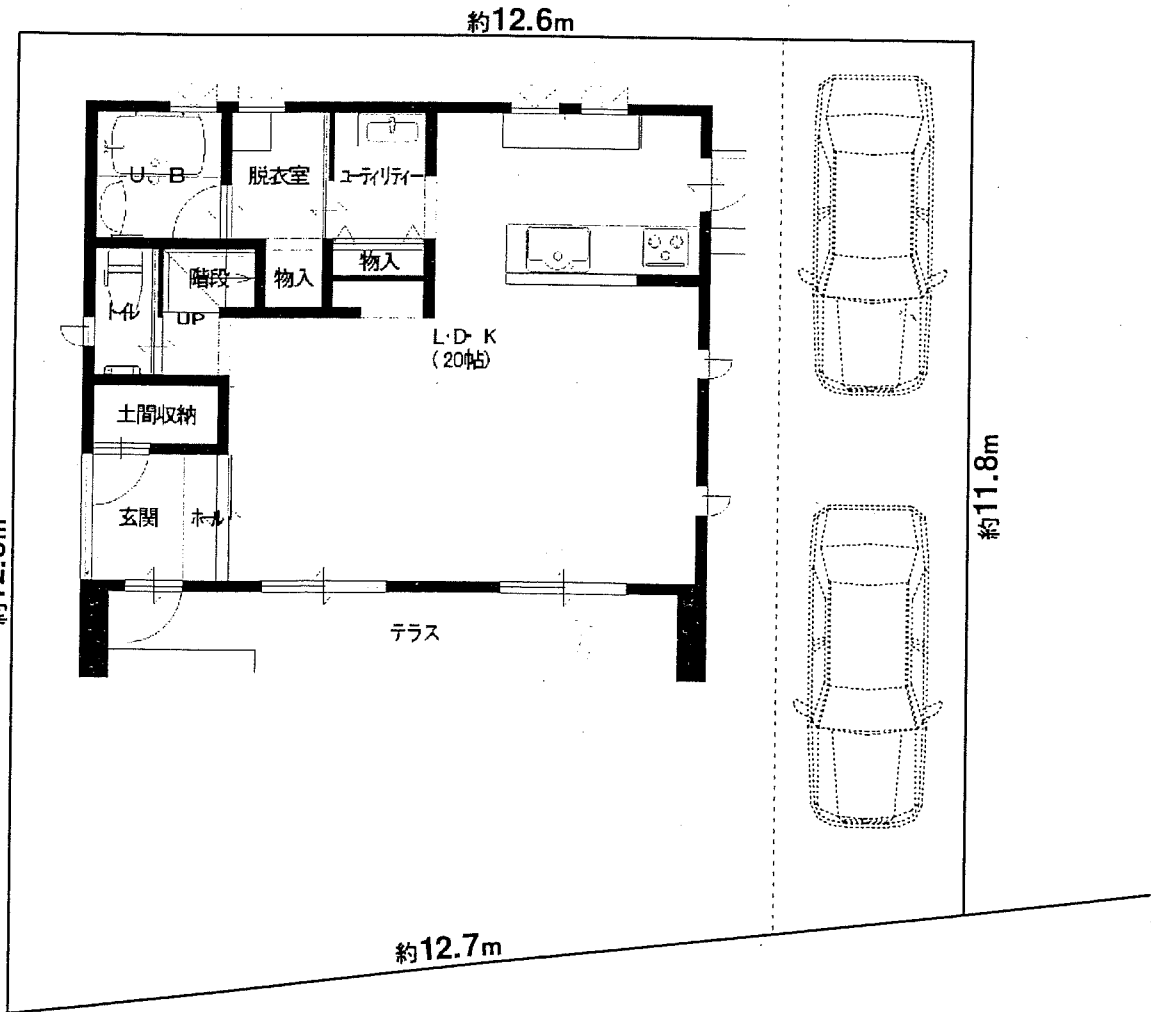 約12.6m
U.B
脱衣室
ユーティリティー
物入
階段
物入
トイレ
UP
L・D・K
(20帖)
土間収納
玄関
ホール
テラス
約11.8m
約12.7m